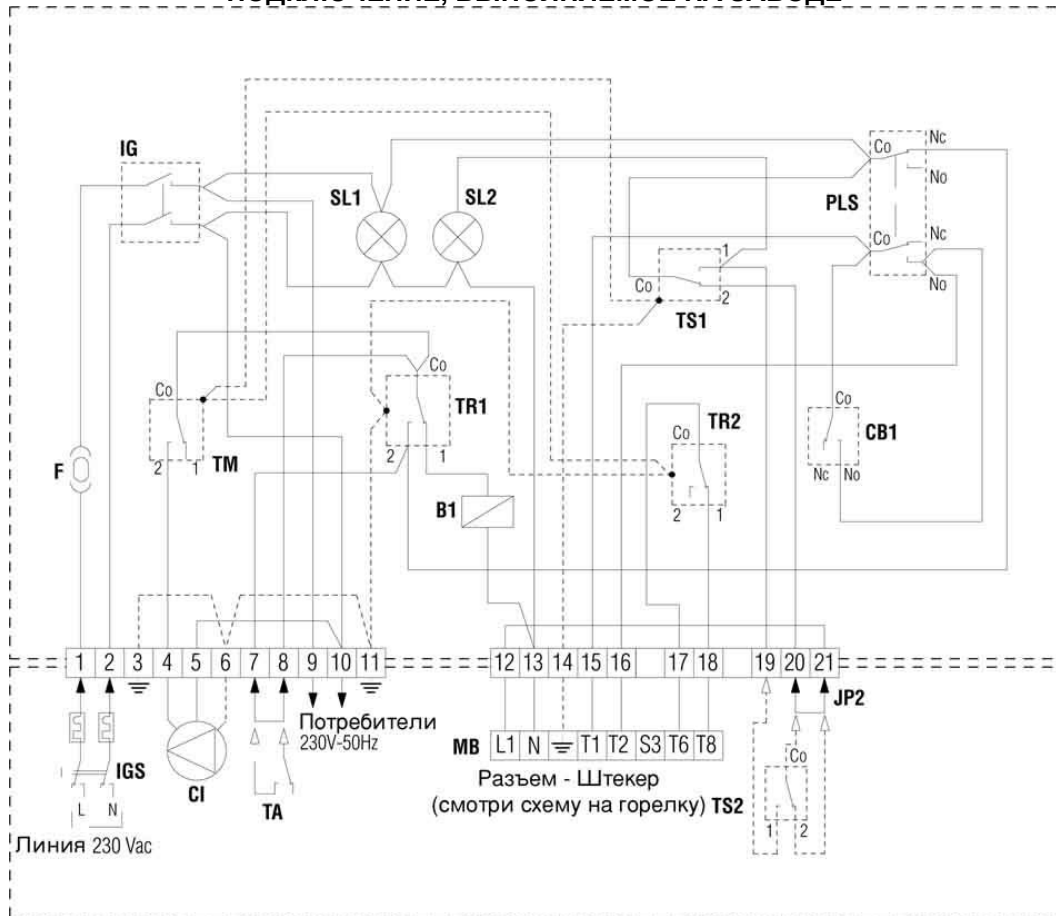 ПОДКЛЮЧЕНИЕ, ВЫПОЛНЯЕМОЕ НА ЗАВОДЕ
IG
SL1
SL2
Co
Nc
No
PLS
Co
Nc
No
1
Co
2
TS1
Co
TR1
2
1
Co
2
1
TM
F
B1
Co
TR2
2
1
Co
CB1
Nc
No
1 2 3 4 5 6 7 8 9 10 11
12 13 14 15 16 17 18 19 20 21
JP2
Потребители
230V-50Hz
MB L1 N T1 T2 S3 T6 T8
Разъем - Штекер
(смотри схему на горелку)
TS2
Co
1
2
I
IGS
L
N
CI
TA
Линия 230 Vac